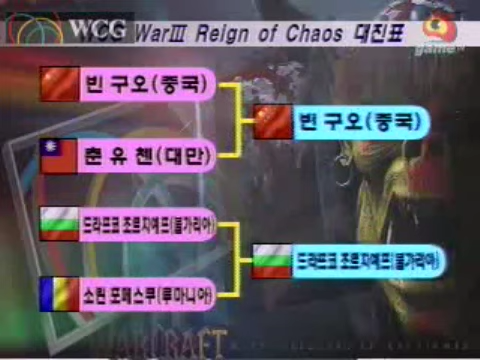 WCG WCG WarⅢ Reign of Chaos 대진표
game
빈 구오(중국)
빈 구오(중국)
춘 유 첸(대만)
드라프코 조르지에프(불가리아)
드라프코 조르지에프(불가리아)
소린 포페스쿠(루마니아)
WARCRAFT